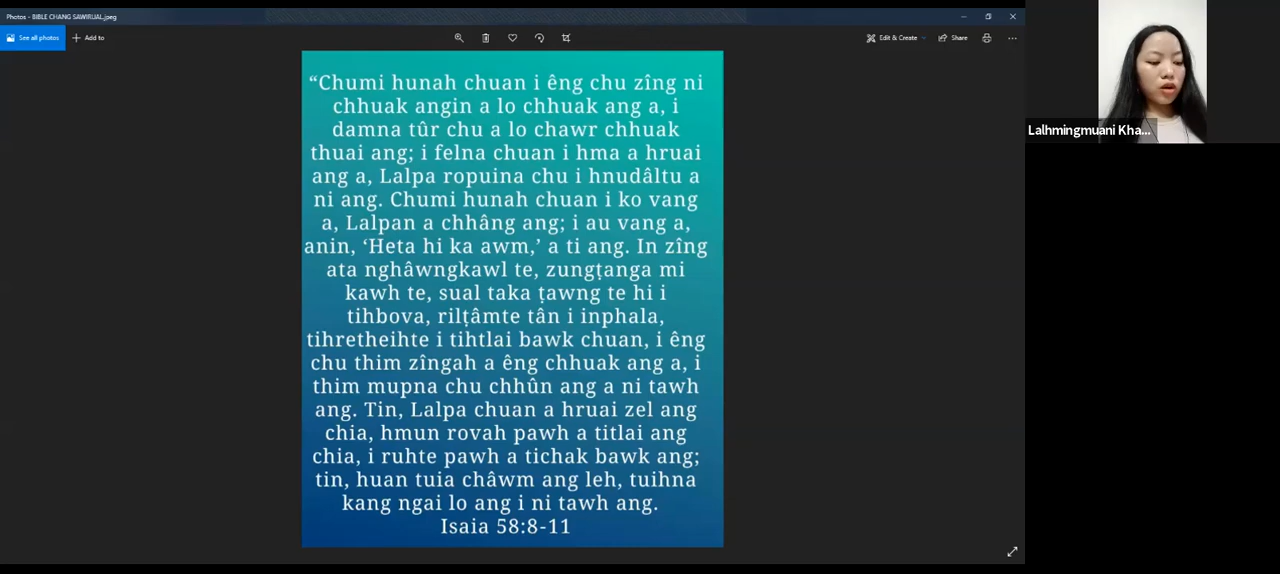 Photos - BIBLE CHANG SAWIRUAL.jpeg
See all photos
Add to
Edit & Create
Share
“Chumi hunah chuan i êng chu zîng ni
chhuak angin a lo chhuak ang a, i
damna tûr chu a lo chawr chhuak
thuai ang; i felna chuan i hma a hruai
ang a, Lalpa ropuina chu i hnudâltu a
ni ang. Chumi hunah chuan i ko vang
a, Lalpan a chhâng ang; i au vang a,
anin, ‘Heta hi ka awm,’ a ti ang. In zîng
ata nghâwngkawl te, zungṭanga mi
kawh te, sual taka ṭawng te hi i
tihbova, rilṭâmte tân i inphala,
tihretheihte i tihtlai bawk chuan, i êng
chu thim zîngah a êng chhuak ang a, i
thim mupna chu chhûn ang a ni tawh
ang. Tin, Lalpa chuan a hruai zel ang
chia, hmun rovah pawh a titlai ang
chia, i ruhte pawh a tichak bawk ang;
tin, huan tuia châwm ang leh, tuihna
kang ngai lo ang i ni tawh ang.
Isaia 58:8-11
Lalhmingmuani Kha...